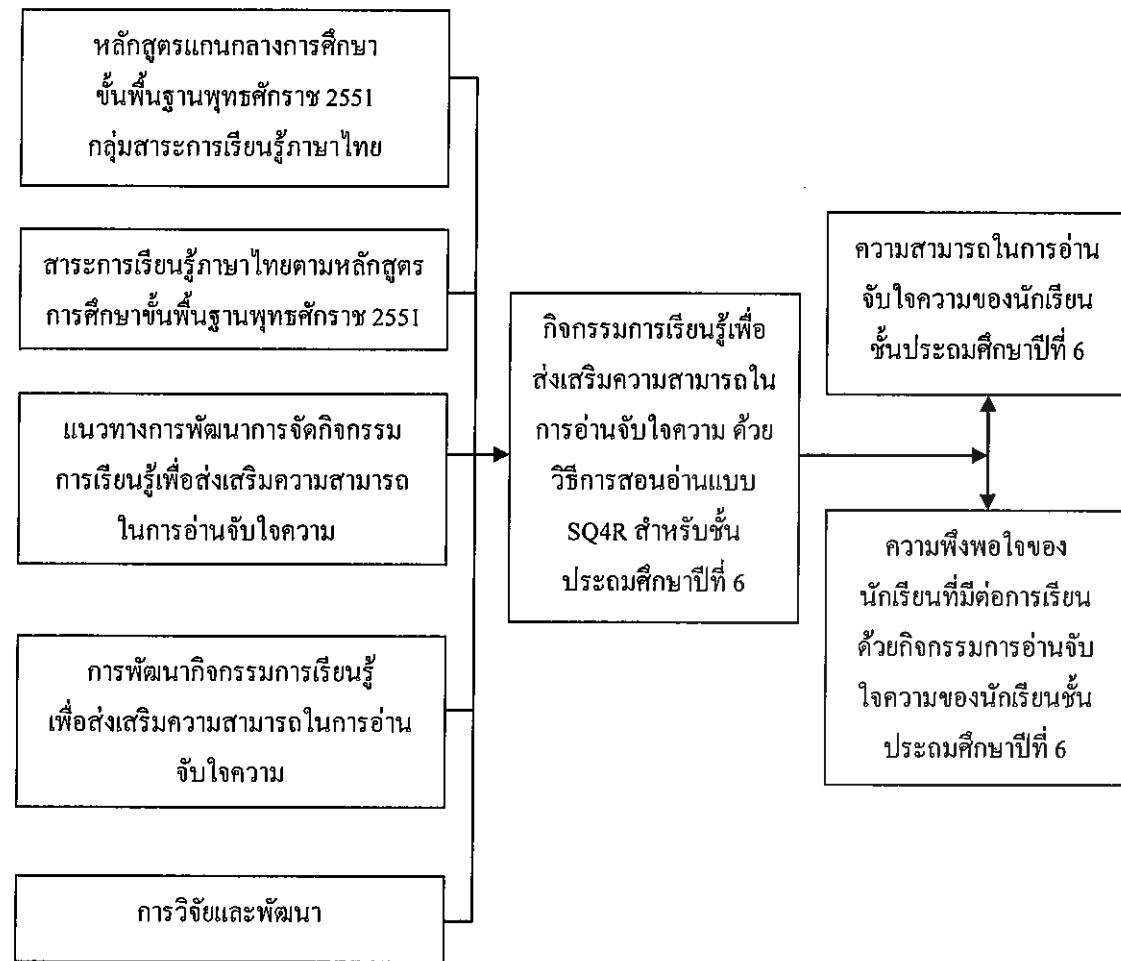 หลักสูตรแกนกลางการศึกษา
ขั้นพื้นฐานพุทธศักราช 2551
กลุ่มสาระการเรียนรู้ภาษาไทย
สาระการเรียนรู้ภาษาไทยตามหลักสูตร
การศึกษาขั้นพื้นฐานพุทธศักราช 2551
แนวทางการพัฒนาการจัดกิจกรรม
การเรียนรู้เพื่อส่งเสริมความสามารถ
ในการอ่านจับใจความ
การพัฒนากิจกรรมการเรียนรู้
เพื่อส่งเสริมความสามารถในการอ่าน
จับใจความ
การวิจัยและพัฒนา
กิจกรรมการเรียนรู้เพื่อ
ส่งเสริมความสามารถใน
การอ่านจับใจความ ด้วย
วิธีการสอนอ่านแบบ
SQ4R สำหรับชั้น
ประถมศึกษาปีที่ 6
ความสามารถในการอ่าน
จับใจความของนักเรียน
ชั้นประถมศึกษาปีที่ 6
ความพึงพอใจของ
นักเรียนที่มีต่อการเรียน
ด้วยกิจกรรมการอ่านจับ
ใจความของนักเรียนชั้น
ประถมศึกษาปีที่ 6